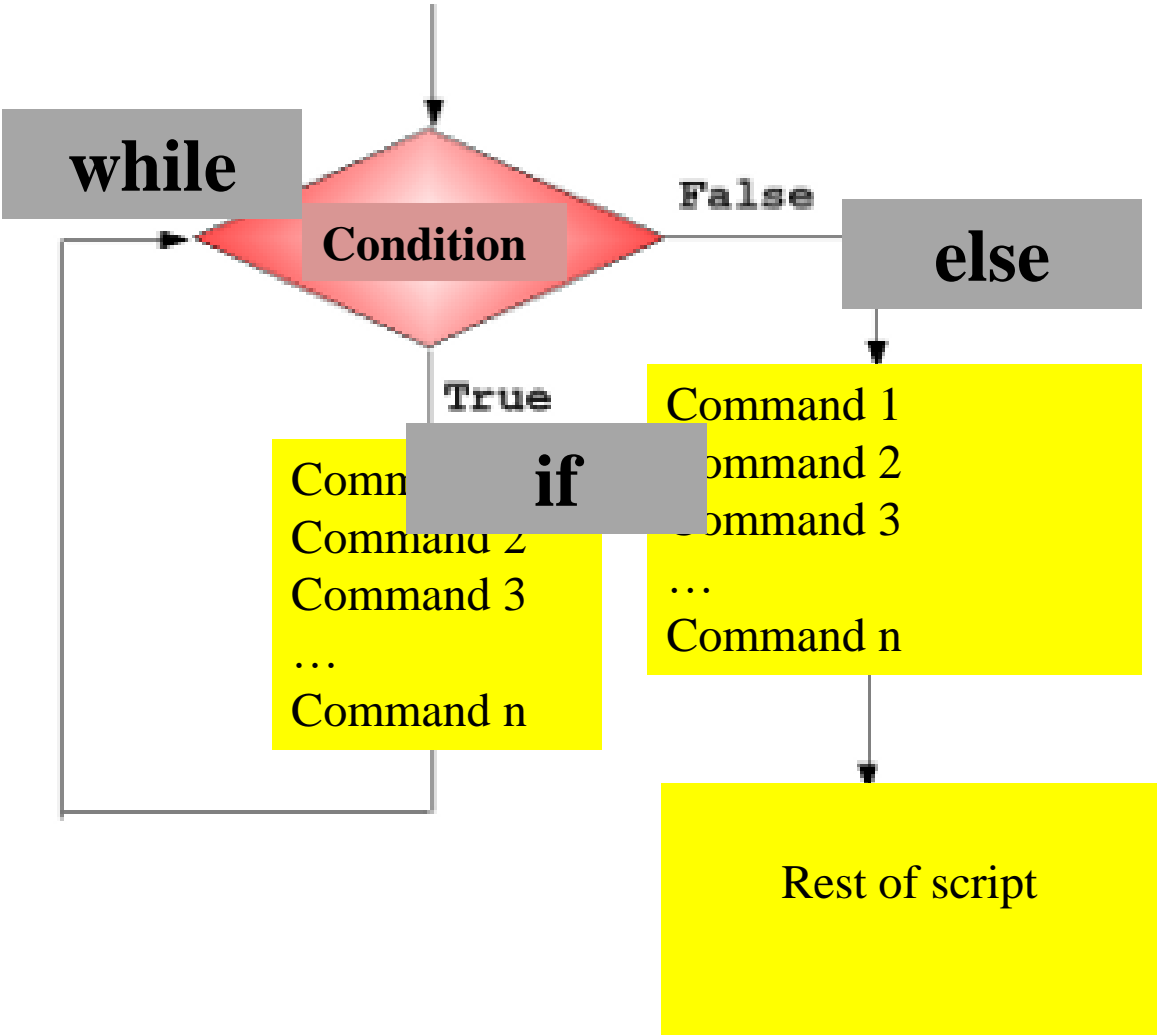 while
False
Condition
else
True
if
Command 2
Command 3
…
Command n
Command 1
ommand 2
ommand 3
…
Command n
Rest of script